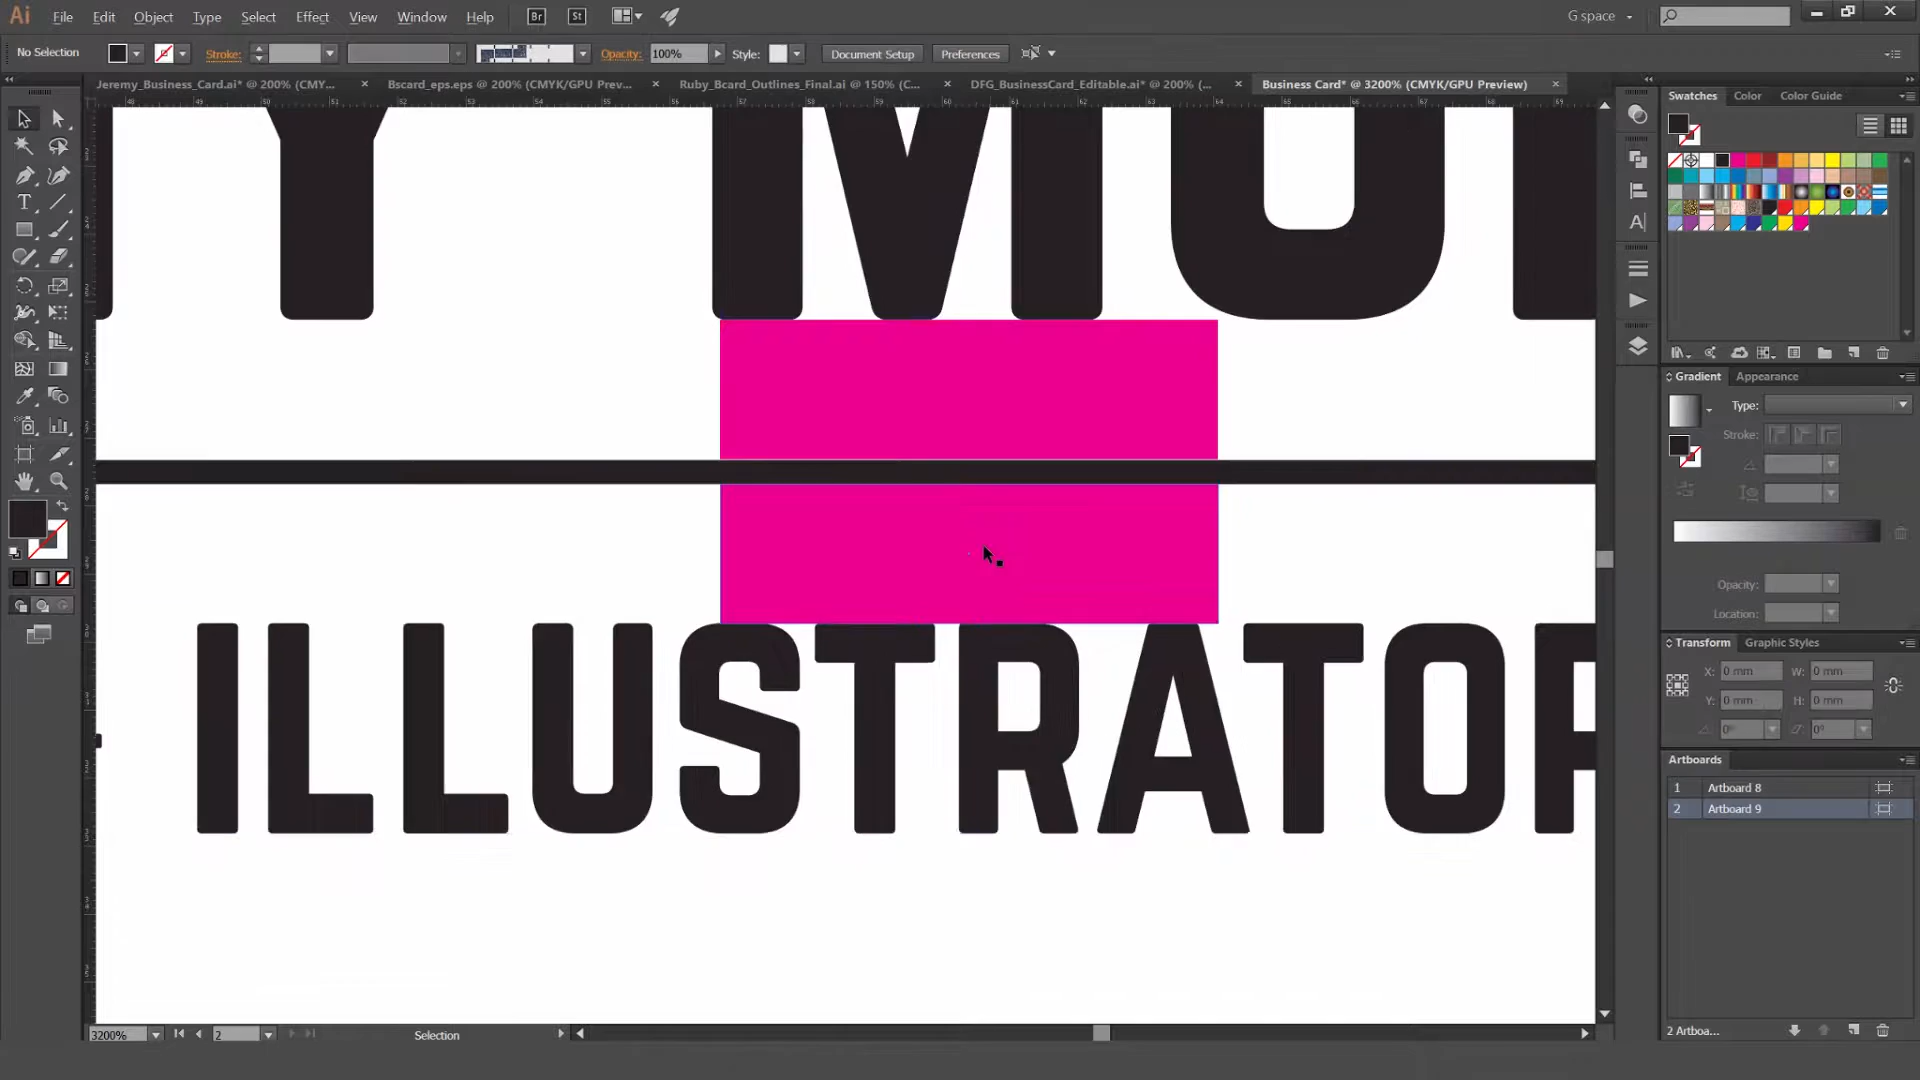 Ai File Edit Object Type Select Effect View Window Help Br St G space
No Selection Stroke: Opacity: 100% Style: Document Setup Preferences
Jeremy_Business_Card.ai* @ 200% (CMY... × Bscard_eps.eps @ 200% (CMYK/GPU Prev... × Ruby_Bcard_Outlines_Final.ai @ 150% (C... × DFG_BusinessCard_Editable.ai* @ 200% (... × Business Card* @ 3200% (CMYK/GPU Preview) ×
Swatches Color Color Guide
Gradient Appearance
Type:
Stroke:
Opacity:
Location:
ILLUSTRATOR
Transform Graphic Styles
X: 0 mm W: 0 mm
Y: 0 mm H: 0 mm
0° 0°
Artboards
1 Artboard 8
2 Artboard 9
2 Artboa...
3200% 2 Selection